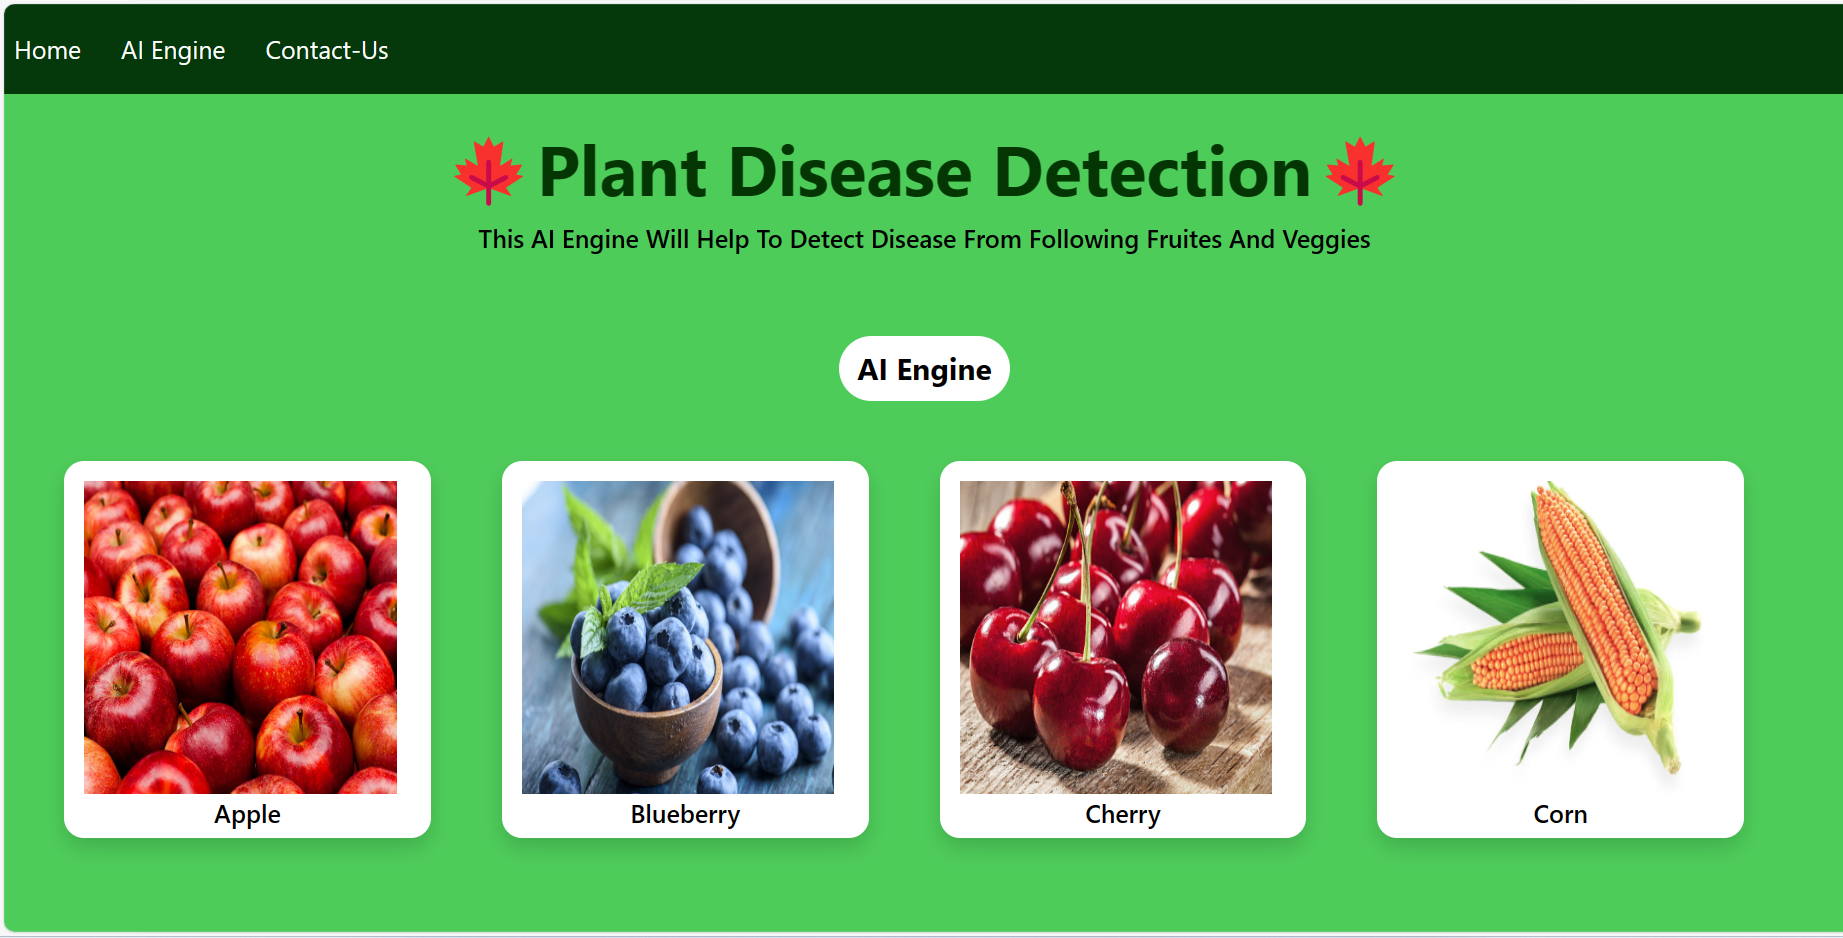 Home AI Engine Contact-Us
Plant Disease Detection
This AI Engine Will Help To Detect Disease From Following Fruites And Veggies
AI Engine
Apple
Blueberry
Cherry
Corn